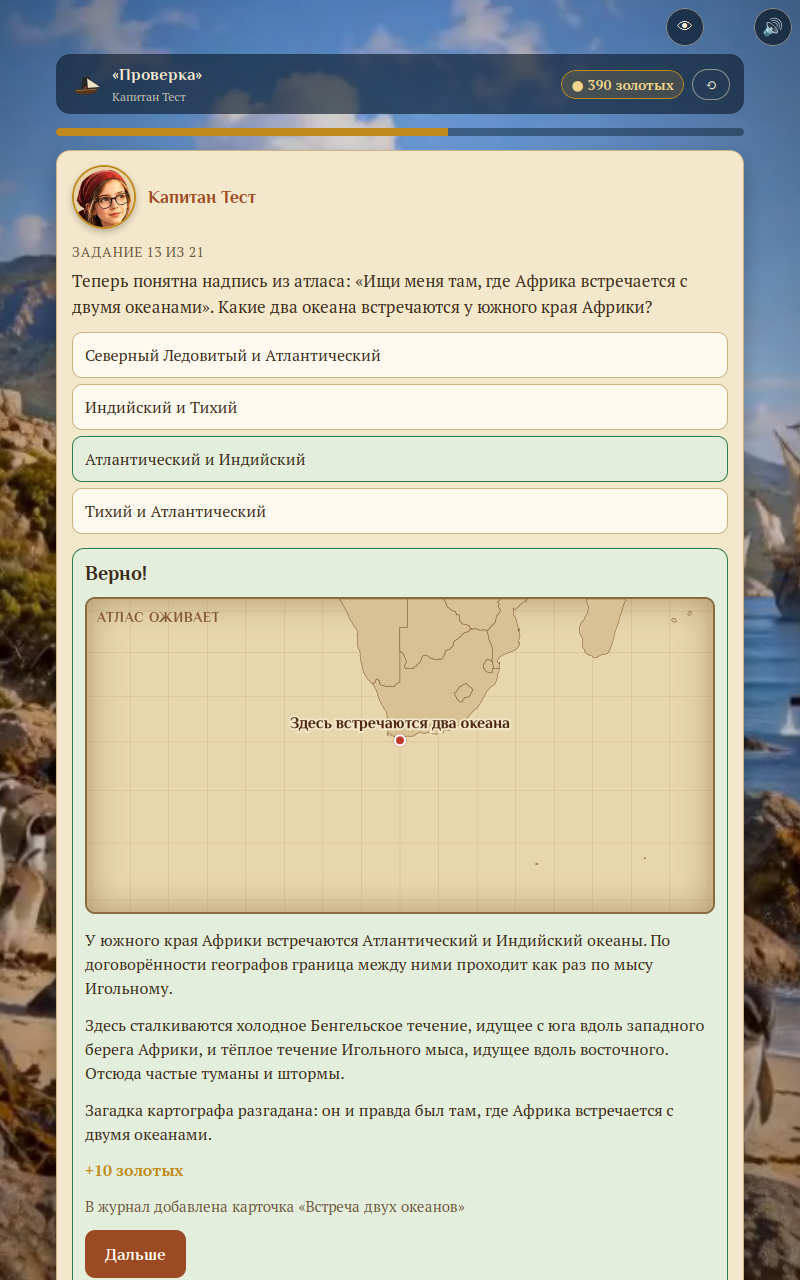 «Проверка»
Капитан Тест
390 золотых
Капитан Тест
ЗАДАНИЕ 13 ИЗ 21
Теперь понятна надпись из атласа: «Ищи меня там, где Африка встречается с
двумя океанами». Какие два океана встречаются у южного края Африки?
Северный Ледовитый и Атлантический
Индийский и Тихий
Атлантический и Индийский
Тихий и Атлантический
Верно!
АТЛАС ОЖИВАЕТ
Здесь встречаются два океана
У южного края Африки встречаются Атлантический и Индийский океаны. По
договорённости географов граница между ними проходит как раз по мысу
Игольному.
Здесь сталкиваются холодное Бенгельское течение, идущее с юга вдоль западного
берега Африки, и тёплое течение Игольного мыса, идущее вдоль восточного.
Отсюда частые туманы и штормы.
Загадка картографа разгадана: он и правда был там, где Африка встречается с
двумя океанами.
+10 золотых
В журнал добавлена карточка «Встреча двух океанов»
Дальше